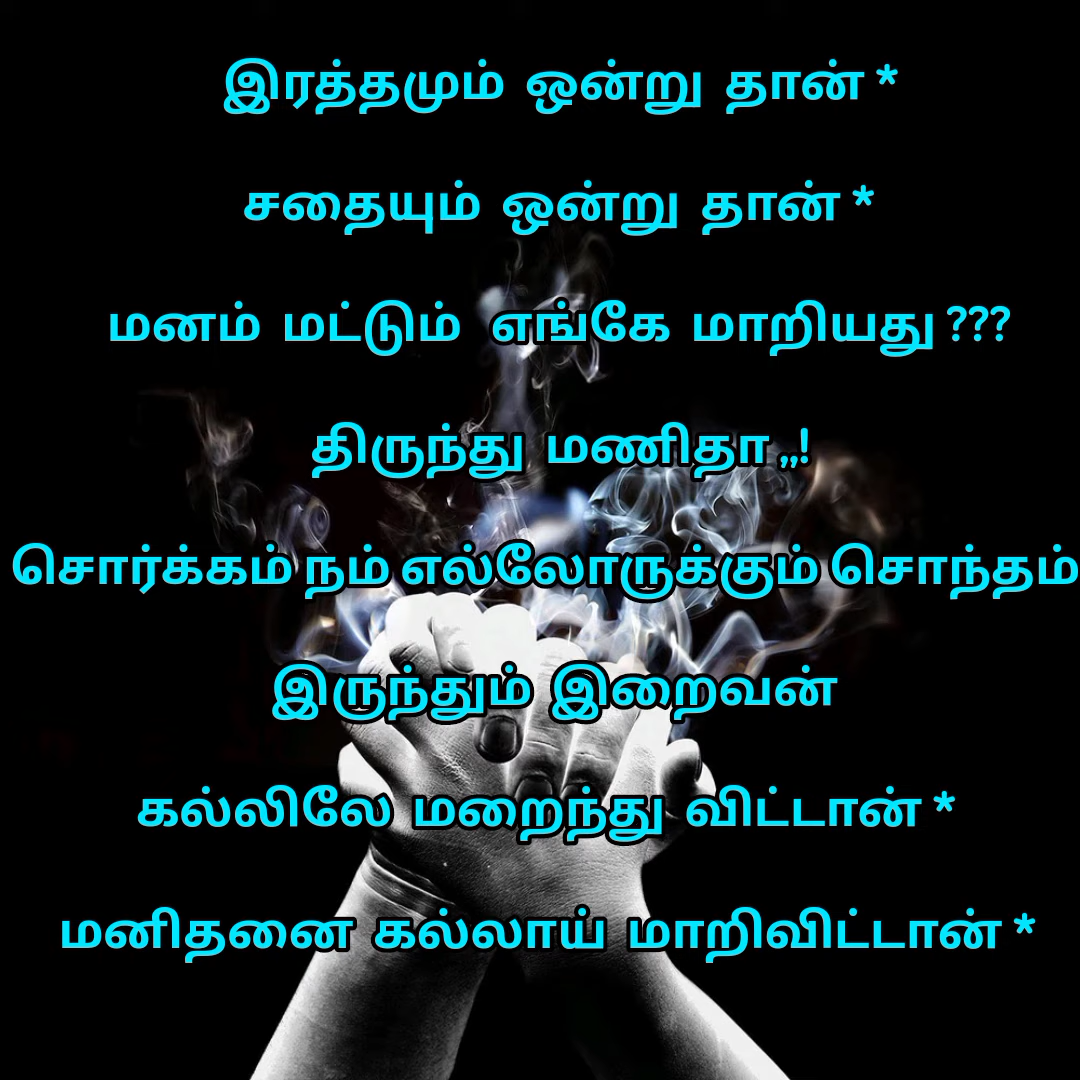 இரத்தமும் ஒன்று தான் *
சதையும் ஒன்று தான் *
மனம் மட்டும் எங்கே மாறியது ???
திருந்து மணிதா ,,!
சொர்க்கம் நம் எல்லோருக்கும் சொந்தம்
இருந்தும் இறைவன்
கல்லிலே மறைந்து விட்டான் *
மனிதனை கல்லாய் மாறிவிட்டான் *